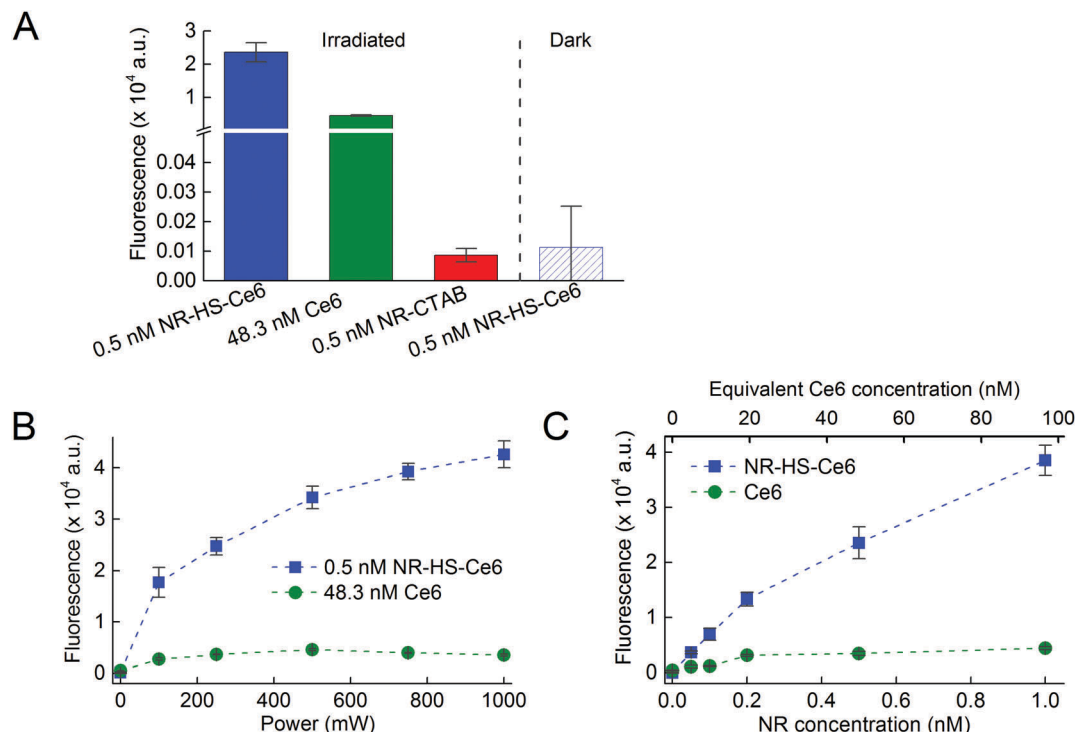 A
Fluorescence (x 10⁴ a.u.)
3
2
1
0.04
0.03
0.02
0.01
0.00
Irradiated
Dark
0.5 nM NR-HS-Ce6
48.3 nM Ce6
0.5 nM NR-CTAB
0.5 nM NR-HS-Ce6
B
Fluorescence (x 10⁴ a.u.)
4
3
2
1
0
0.5 nM NR-HS-Ce6
48.3 nM Ce6
0 200 400 600 800 1000
Power (mW)
C
Equivalent Ce6 concentration (nM)
0 20 40 60 80 100
Fluorescence (x 10⁴ a.u.)
4
3
2
1
0
NR-HS-Ce6
Ce6
0.0 0.2 0.4 0.6 0.8 1.0
NR concentration (nM)